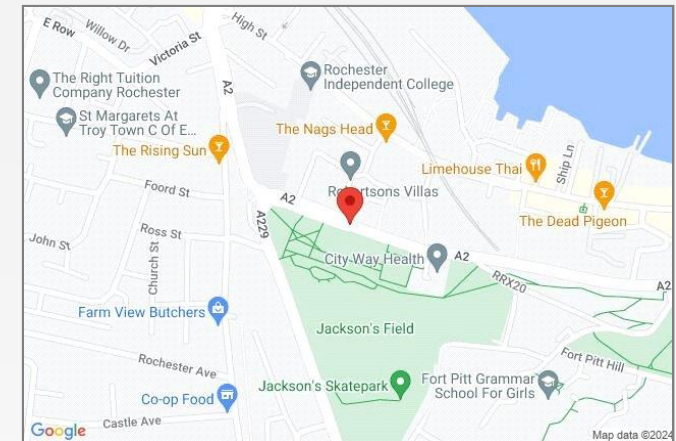 High St
Willow Dr
E Row
Victoria St
A2
The Right Tuition
Company Rochester
Rochester
Independent College
St Margarets At
Troy Town C Of E...
The Nags Head
The Rising Sun
Limehouse Thai
Ship Ln
Foord St
Robertsons Villas
A2
The Dead Pigeon
A229
Ross St
John St
Church St
City Way Health
A2
RRX20
A2
Farm View Butchers
Jackson's Field
Rochester Ave
Fort Pitt Hill
Jackson's Skatepark
Fort Pitt Grammar
School For Girls
Co-op Food
Castle Ave
Google
Map data ©2024